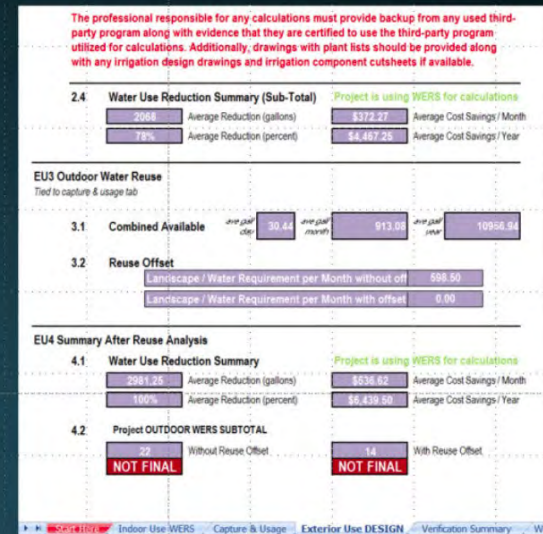 The professional responsible for any calculations must provide backup from any used third-
party program along with evidence that they are certified to use the third-party program
utilized for calculations. Additionally, drawings with plant lists should be provided along
with any irrigation design drawings and irrigation component cutsheets if available.
2.4 Water Use Reduction Summary (Sub-Total) Project is using WERS for calculations
2068 Average Reduction (gallons) $372.27 Average Cost Savings / Month
78% Average Reduction (percent) $4,467.25 Average Cost Savings / Year
EU3 Outdoor Water Reuse
Tied to capture & usage tab
3.1 Combined Available ave gal/ day 30.44 ave gal/ month 913.08 ave gal/ year 10956.94
3.2 Reuse Offset
Landscape / Water Requirement per Month without off 598.50
Landscape / Water Requirement per Month with offset 0.00
EU4 Summary After Reuse Analysis
4.1 Water Use Reduction Summary Project is using WERS for calculations
2981.25 Average Reduction (gallons) $536.62 Average Cost Savings / Month
100% Average Reduction (percent) $6,439.50 Average Cost Savings / Year
4.2 Project OUTDOOR WERS SUBTOTAL
22 Without Reuse Offset 14 With Reuse Offset
NOT FINAL NOT FINAL
Start Here Indoor Use WERS Capture & Usage Exterior Use DESIGN Verification Summary W